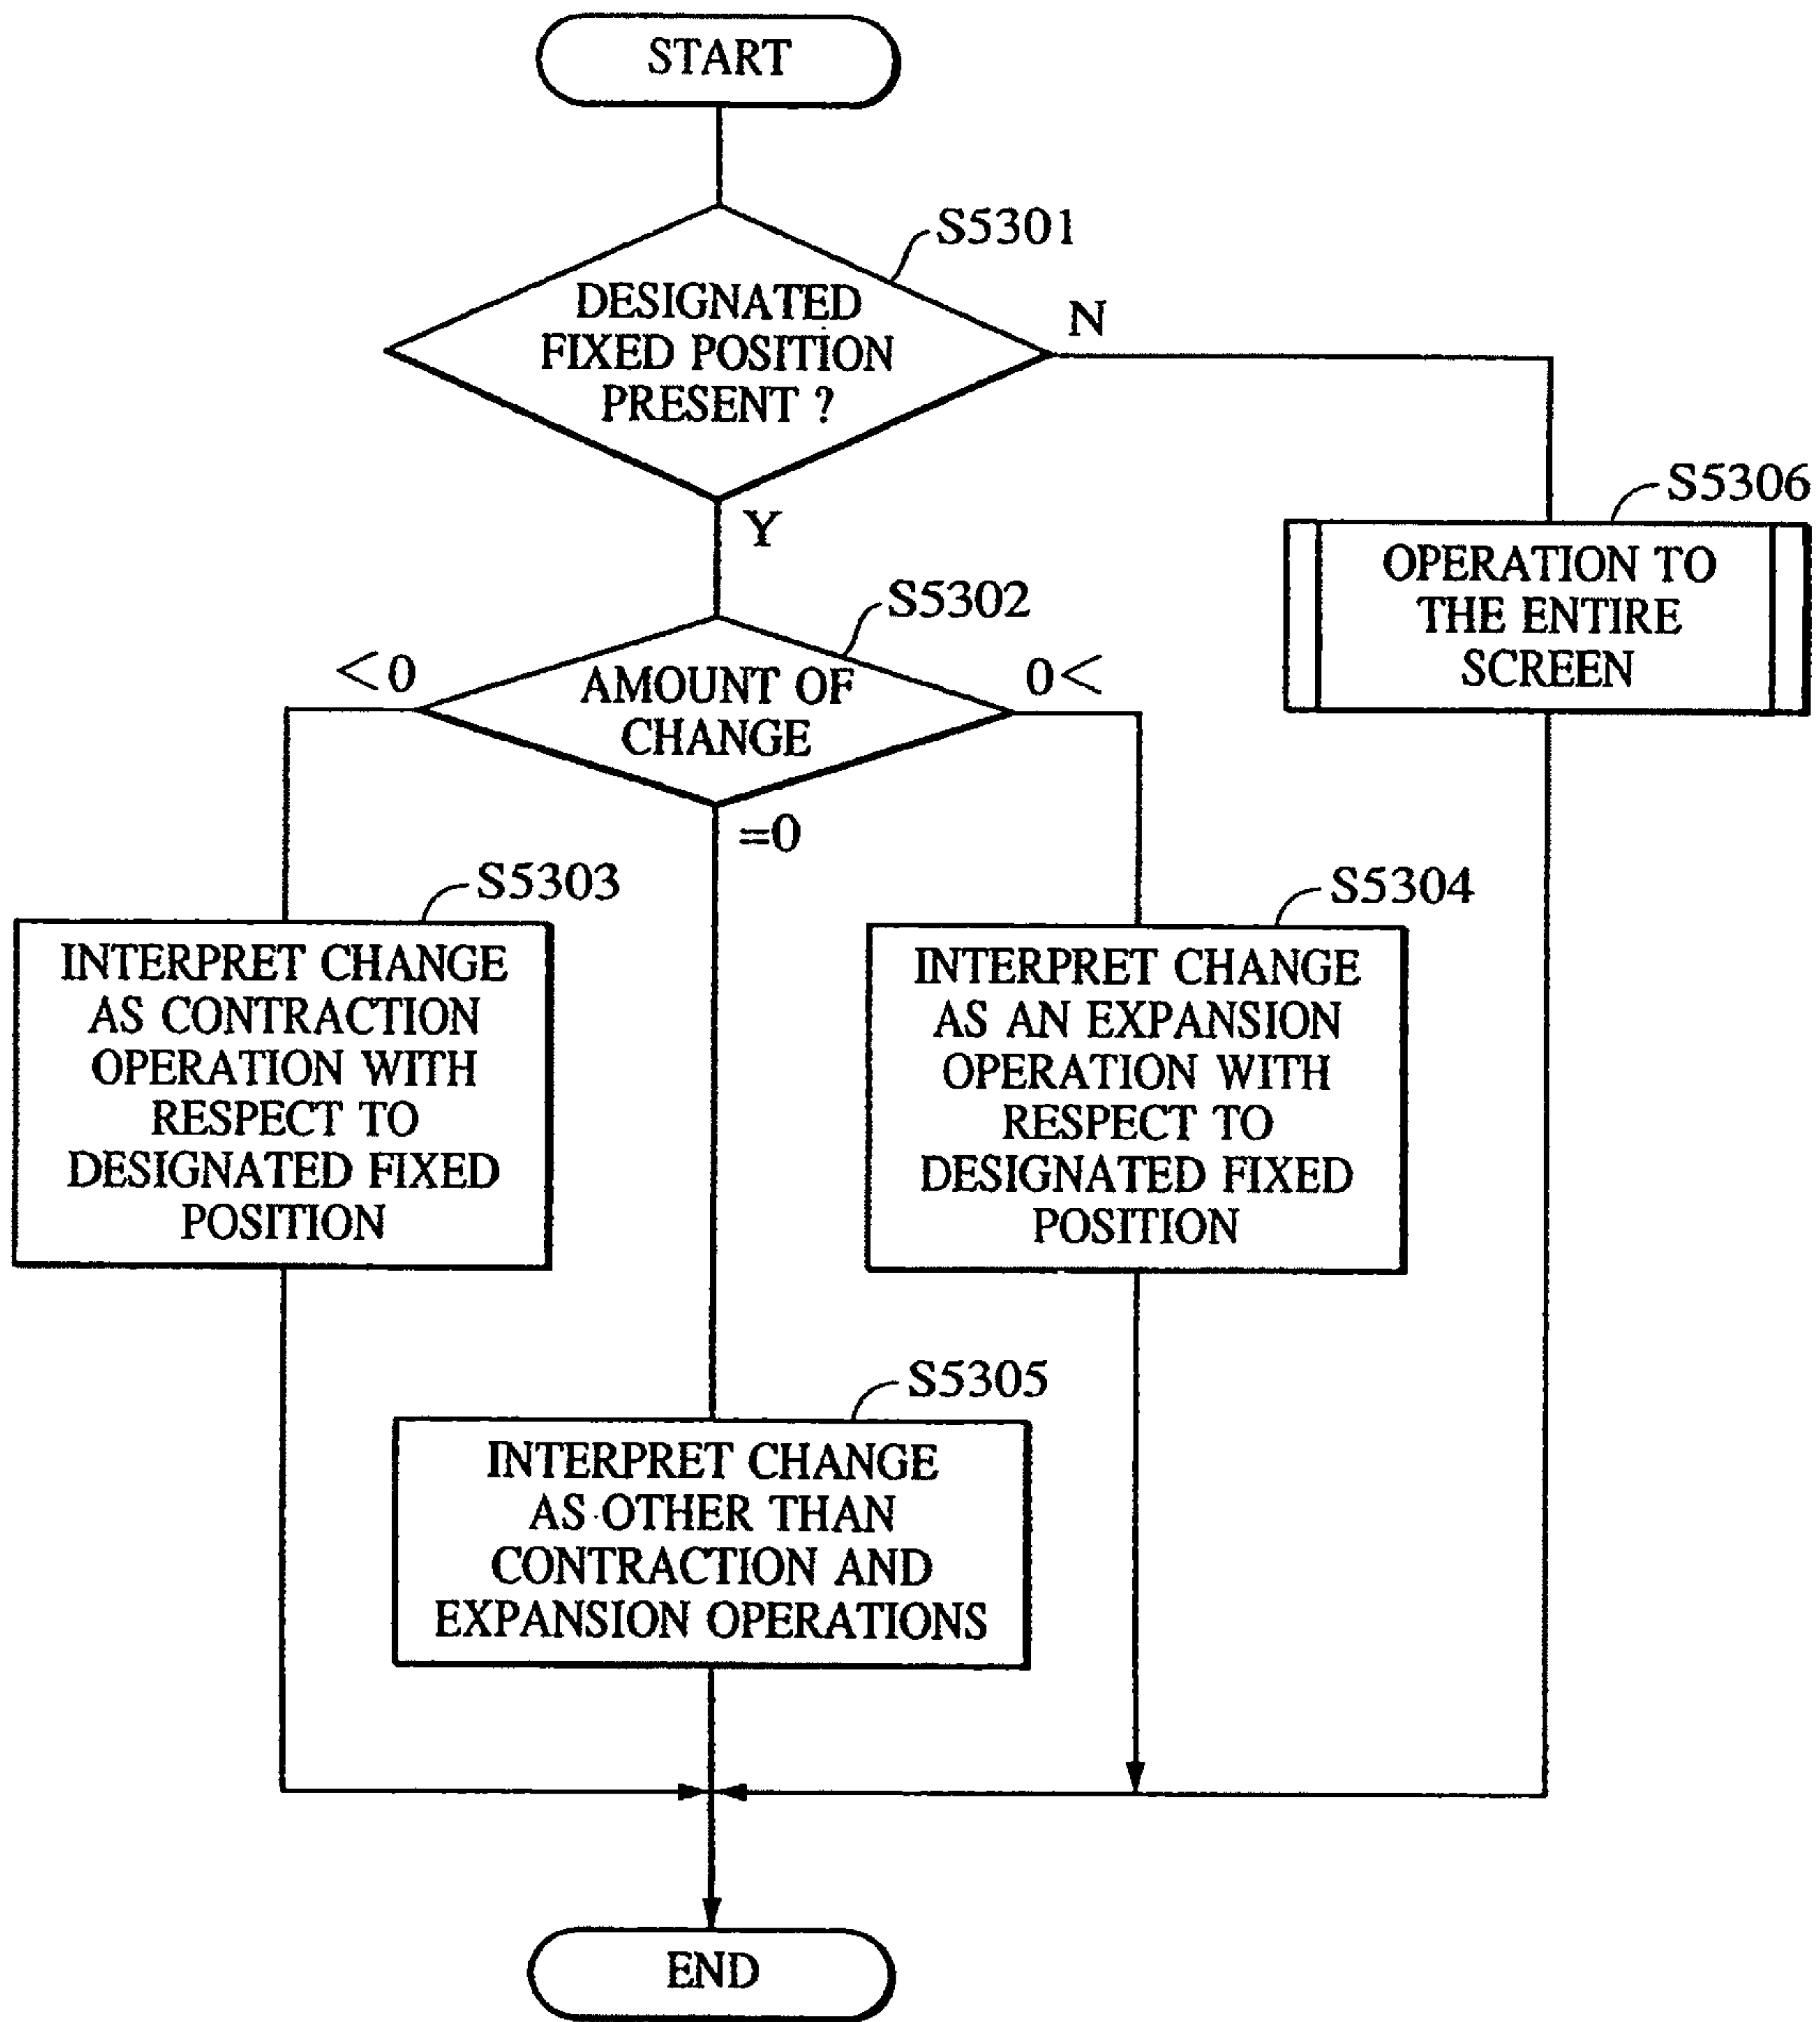 START
S5301
DESIGNATED
FIXED POSITION
PRESENT ?
N
Y
S5306
OPERATION TO
THE ENTIRE
SCREEN
S5302
<0
AMOUNT OF
CHANGE
0<
=0
S5303
INTERPRET CHANGE
AS CONTRACTION
OPERATION WITH
RESPECT TO
DESIGNATED FIXED
POSITION
S5304
INTERPRET CHANGE
AS AN EXPANSION
OPERATION WITH
RESPECT TO
DESIGNATED FIXED
POSITION
S5305
INTERPRET CHANGE
AS OTHER THAN
CONTRACTION AND
EXPANSION OPERATIONS
END